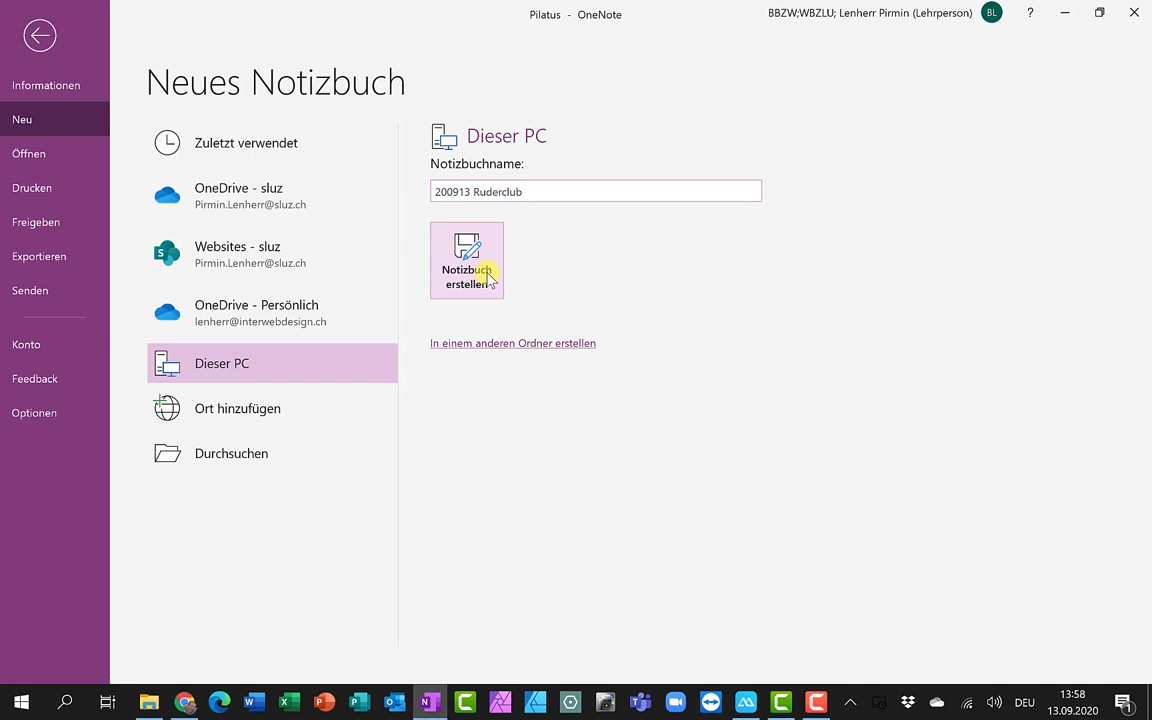 Pilatus - OneNote
BBZW;WBZLU; Lenherr Pirmin (Lehrperson)
BL
?
Informationen
Neu
Öffnen
Drucken
Freigeben
Exportieren
Senden
Konto
Feedback
Optionen
Neues Notizbuch
Zuletzt verwendet
OneDrive - sluz
Pirmin.Lenherr@sluz.ch
S
Websites - sluz
Pirmin.Lenherr@sluz.ch
OneDrive - Persönlich
lenherr@interwebdesign.ch
Dieser PC
Ort hinzufügen
Durchsuchen
Dieser PC
Notizbuchname:
200913 Ruderclub
Notizbuch
erstellen
In einem anderen Ordner erstellen
DEU
13:58
13.09.2020
1